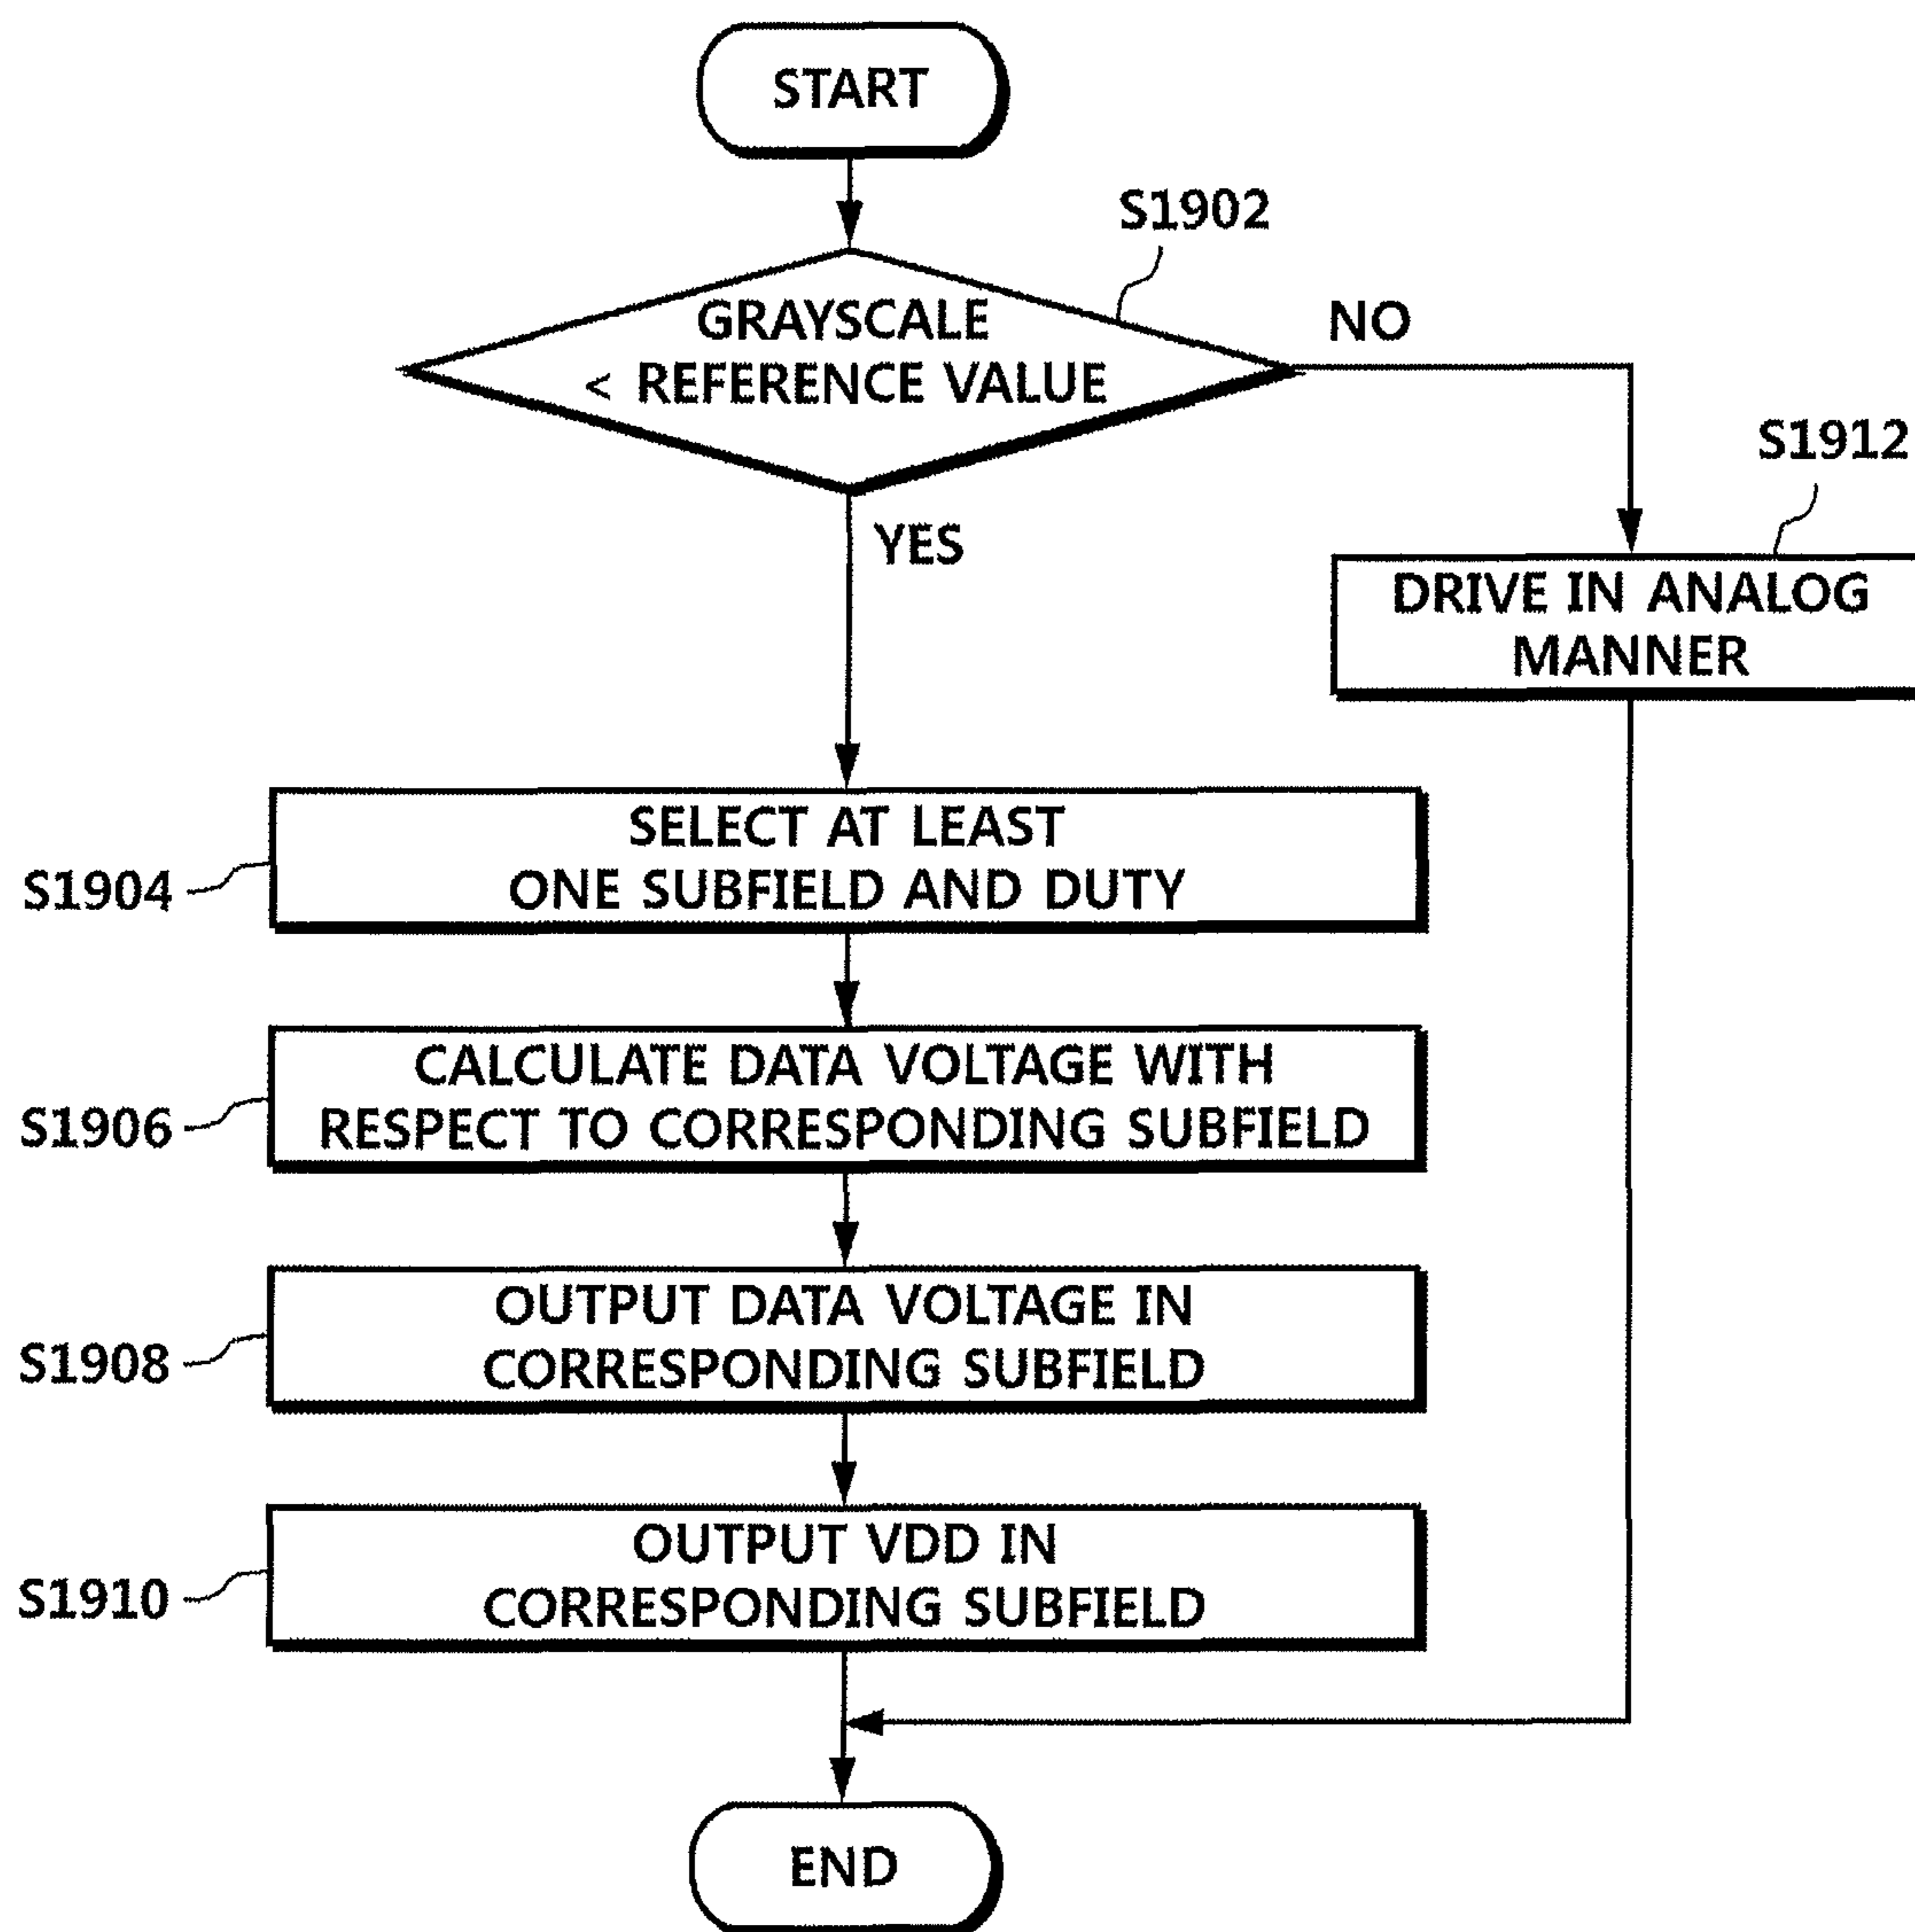 START
S1902
GRAYSCALE
< REFERENCE VALUE
NO
YES
S1912
DRIVE IN ANALOG
MANNER
S1904
SELECT AT LEAST
ONE SUBFIELD AND DUTY
S1906
CALCULATE DATA VOLTAGE WITH
RESPECT TO CORRESPONDING SUBFIELD
S1908
OUTPUT DATA VOLTAGE IN
CORRESPONDING SUBFIELD
S1910
OUTPUT VDD IN
CORRESPONDING SUBFIELD
END